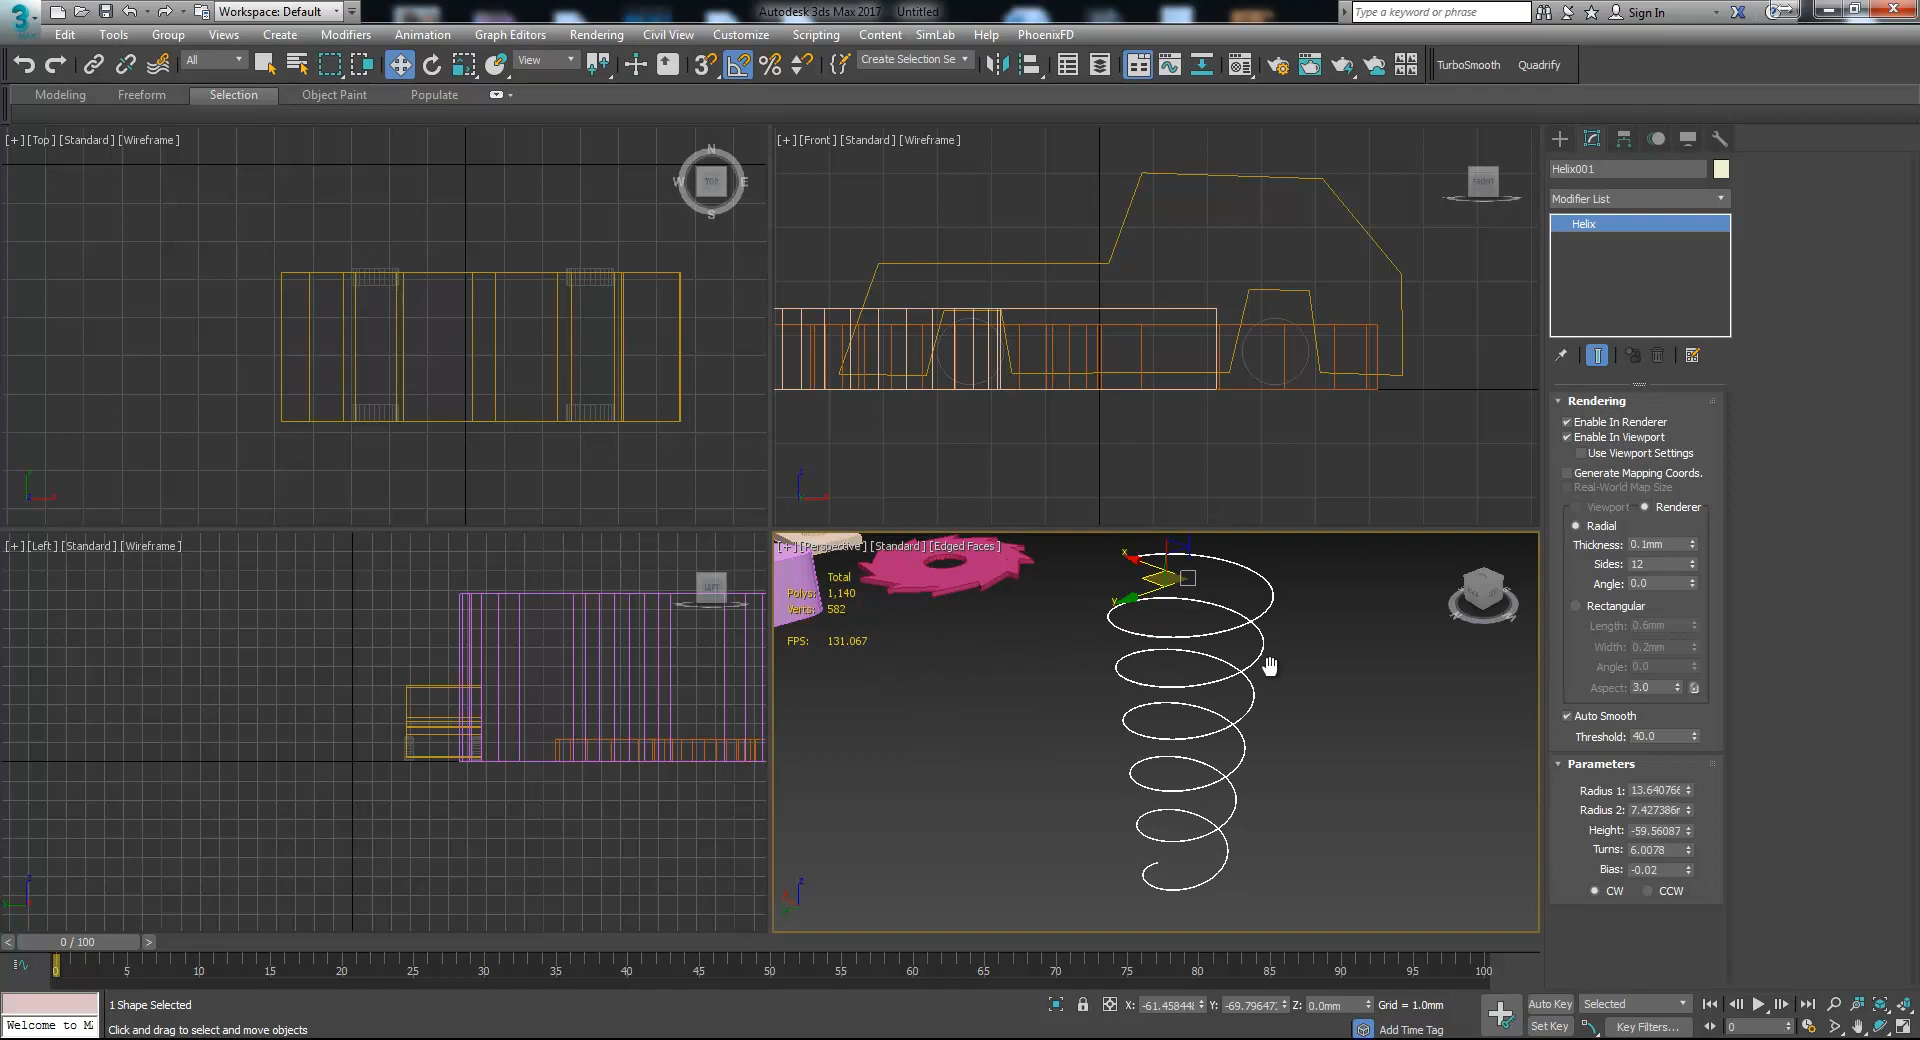 Workspace: Default
Autodesk 3ds Max 2017 Untitled
Type a keyword or phrase
Sign In
Edit Tools Group Views Create Modifiers Animation Graph Editors Rendering Civil View Customize Scripting Content SimLab Help PhoenixFD
All
View
Create Selection Se
TurboSmooth Quadrify
Modeling Freeform Selection Object Paint Populate
[+] [Top] [Standard] [Wireframe]
N
W TOP E
S
[+] [Front] [Standard] [Wireframe]
FRONT
[+] [Left] [Standard] [Wireframe]
LEFT
[+] [Perspective] [Standard] [Edged Faces]
Total
Polys: 1,140
Verts: 582
FPS: 131.067
x
y
z
Helix001
Modifier List
Helix
Rendering
Enable In Renderer
Enable In Viewport
Use Viewport Settings
Generate Mapping Coords.
Real-World Map Size
Viewport Renderer
Radial
Thickness: 0.1mm
Sides: 12
Angle: 0.0
Rectangular
Length: 0.6mm
Width: 0.2mm
Angle: 0.0
Aspect: 3.0
Auto Smooth
Threshold: 40.0
Parameters
Radius 1: 13.640766
Radius 2: 7.427386r
Height: -59.56087
Turns: 6.0078
Bias: -0.02
CW CCW
< 0 / 100 >
0 5 10 15 20 25 30 35 40 45 50 55 60 65 70 75 80 85 90 95 100
1 Shape Selected
X: -61.45844 Y: -69.79647 Z: 0.0mm Grid = 1.0mm
Auto Key Selected
Welcome to M
Click and drag to select and move objects
Add Time Tag
Set Key Key Filters... 0